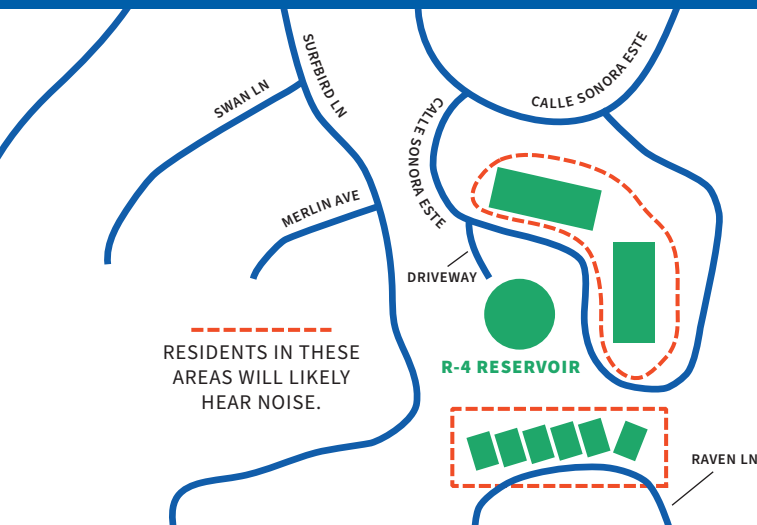 SURFBIRD LN
CALLE SONORA ESTE
SWAN LN
CALLE SONORA ESTE
MERLIN AVE
DRIVEWAY
RESIDENTS IN THESE
AREAS WILL LIKELY
HEAR NOISE.
R-4 RESERVOIR
RAVEN LN